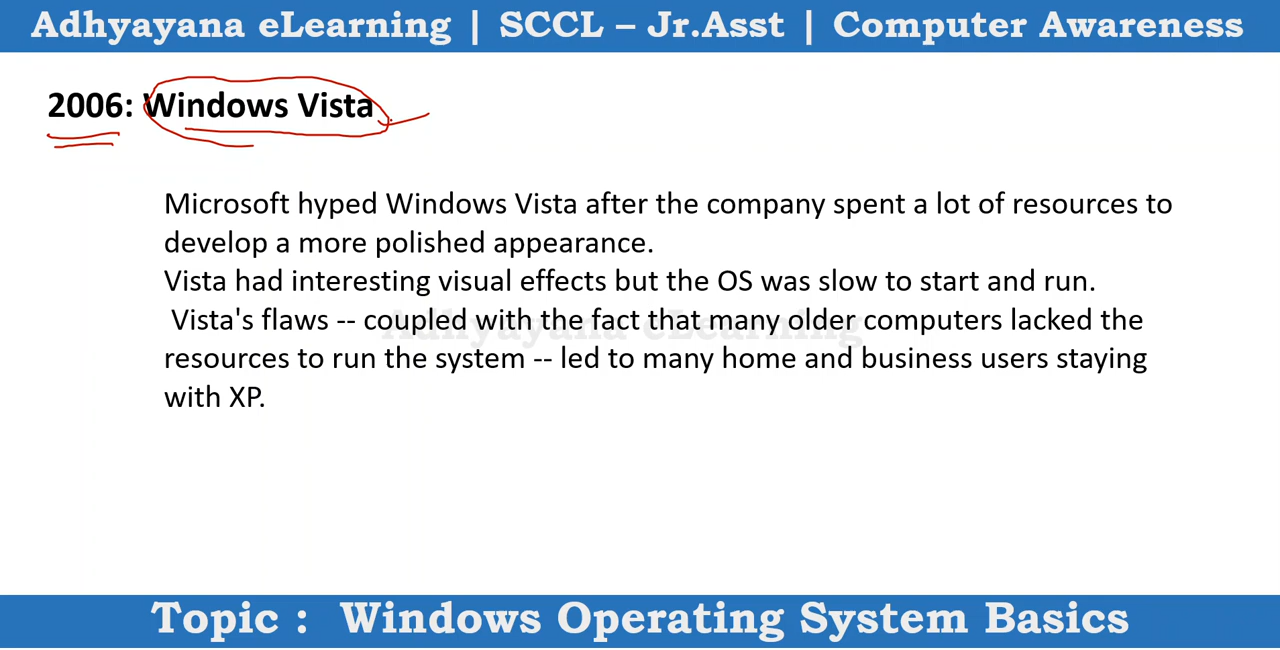 Adhyayana eLearning | SCCL – Jr.Asst | Computer Awareness
2006: Windows Vista
Microsoft hyped Windows Vista after the company spent a lot of resources to
develop a more polished appearance.
Vista had interesting visual effects but the OS was slow to start and run.
Vista's flaws -- coupled with the fact that many older computers lacked the
Adhyayana eLearning
resources to run the system -- led to many home and business users staying
with XP.
Topic : Windows Operating System Basics